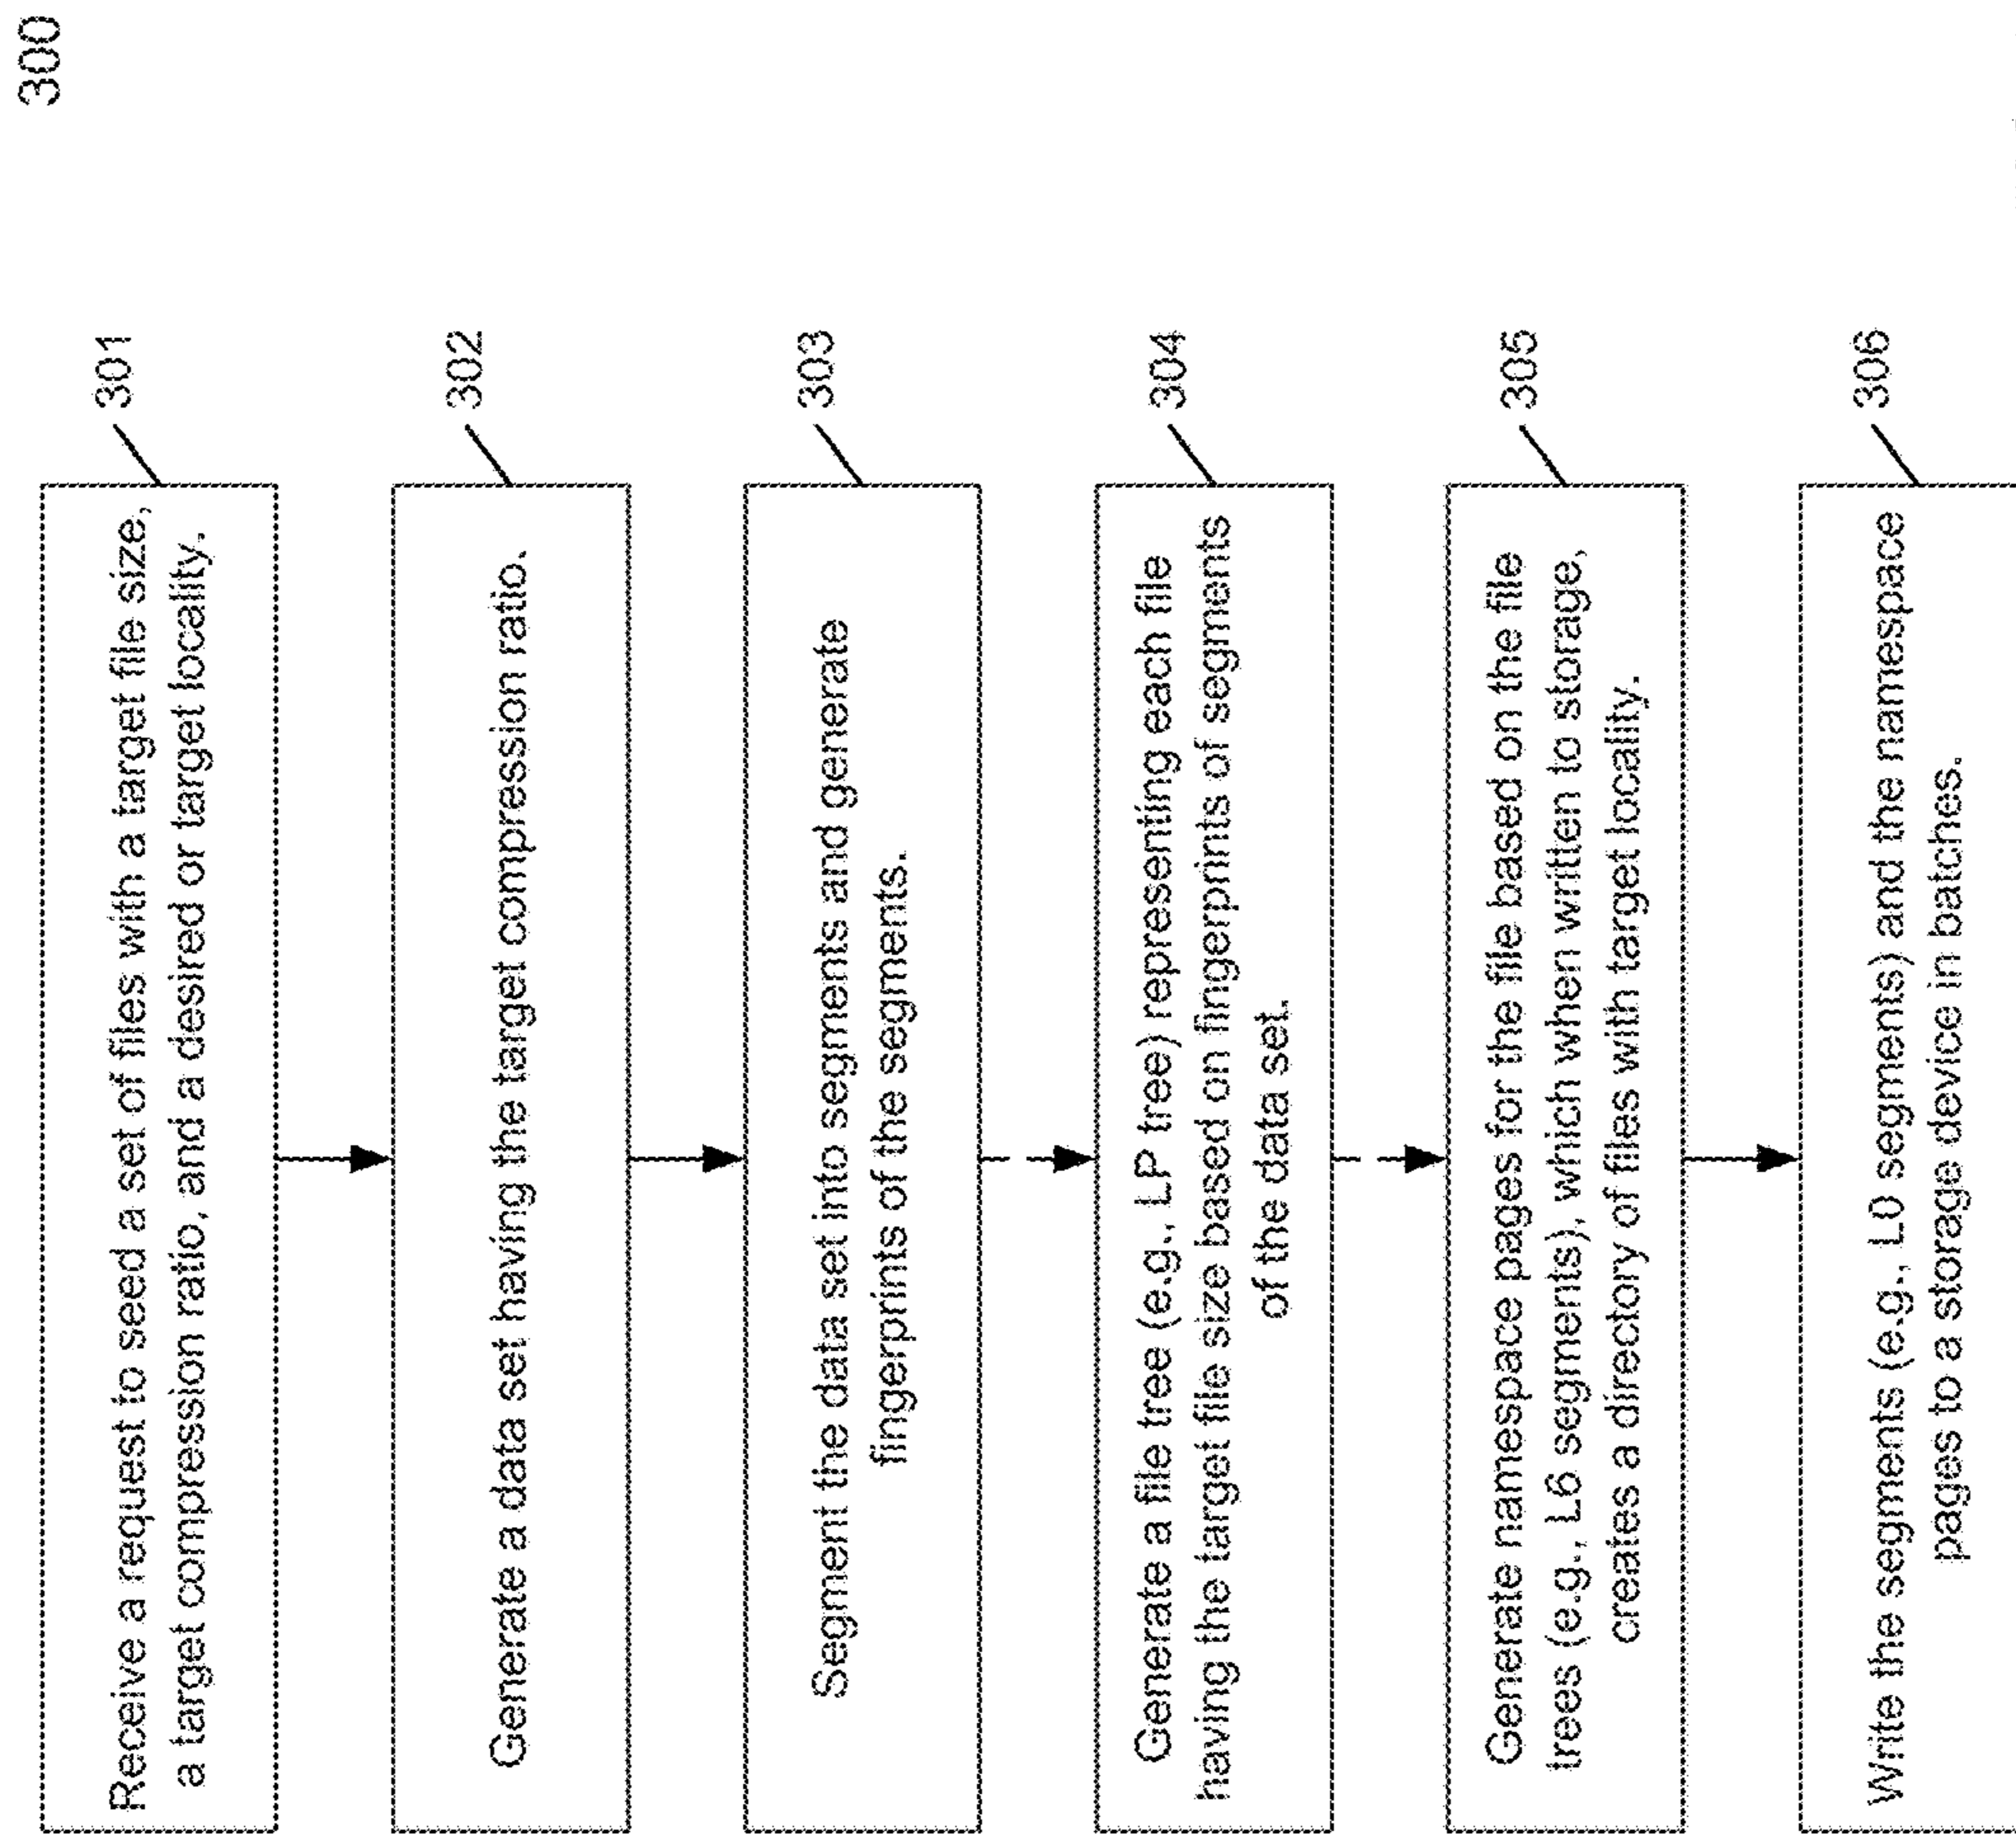 300
301
Receive a request to seed a set of files with a target file size,
a target compression ratio, and a desired or target locality.
302
Generate a data set having the target compression ratio.
303
Segment the data set into segments and generate
fingerprints of the segments.
304
Generate a file tree (e.g., LP tree) representing each file
having the target file size based on fingerprints of segments
of the data set.
305
Generate namespace pages for the file based on the file
trees (e.g., L6 segments), which when written to storage,
creates a directory of files with target locality.
306
Write the segments (e.g., L0 segments) and the namespace
pages to a storage device in batches.